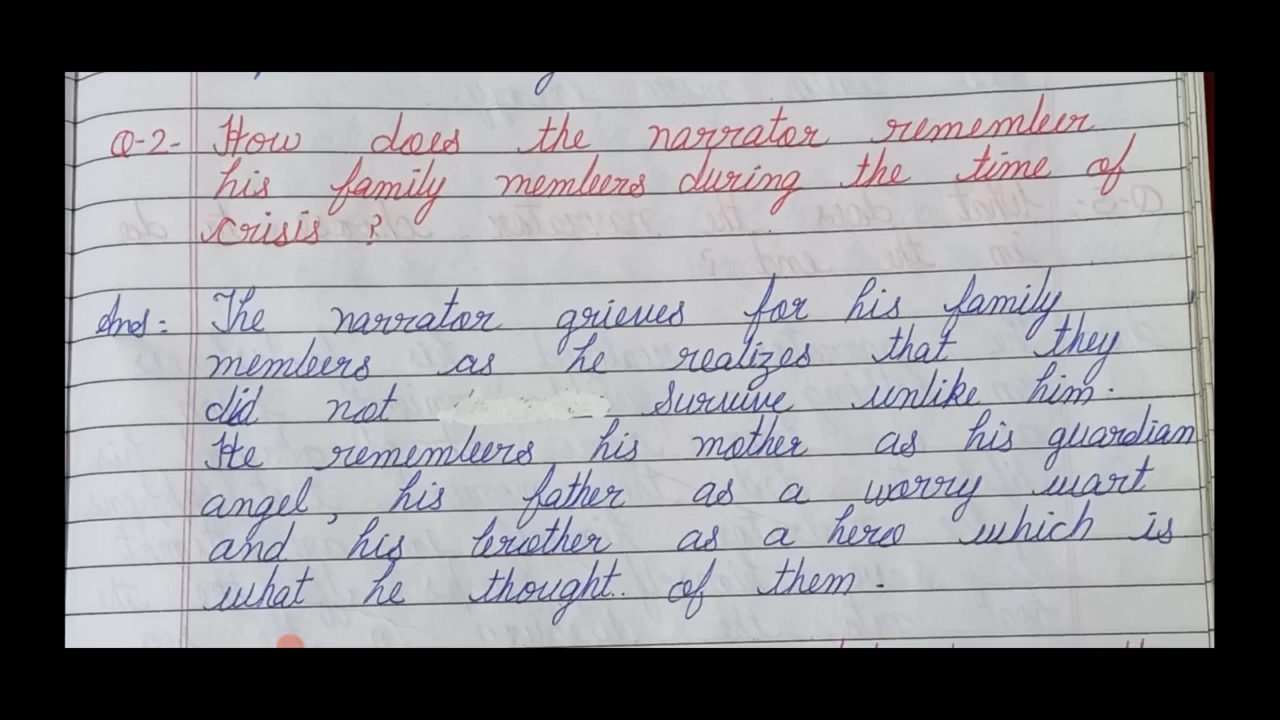 Q-2- How does the narrator remember
his family members during the time of
crisis ?
Ans: The narrator grieves for his family
members as he realizes that they
did not survive unlike him.
He remembers his mother as his guardian
angel, his father as a worry wart
and his brother as a hero which is
what he thought of them.